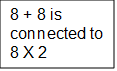 8 + 8 is
connected to
8 X 2